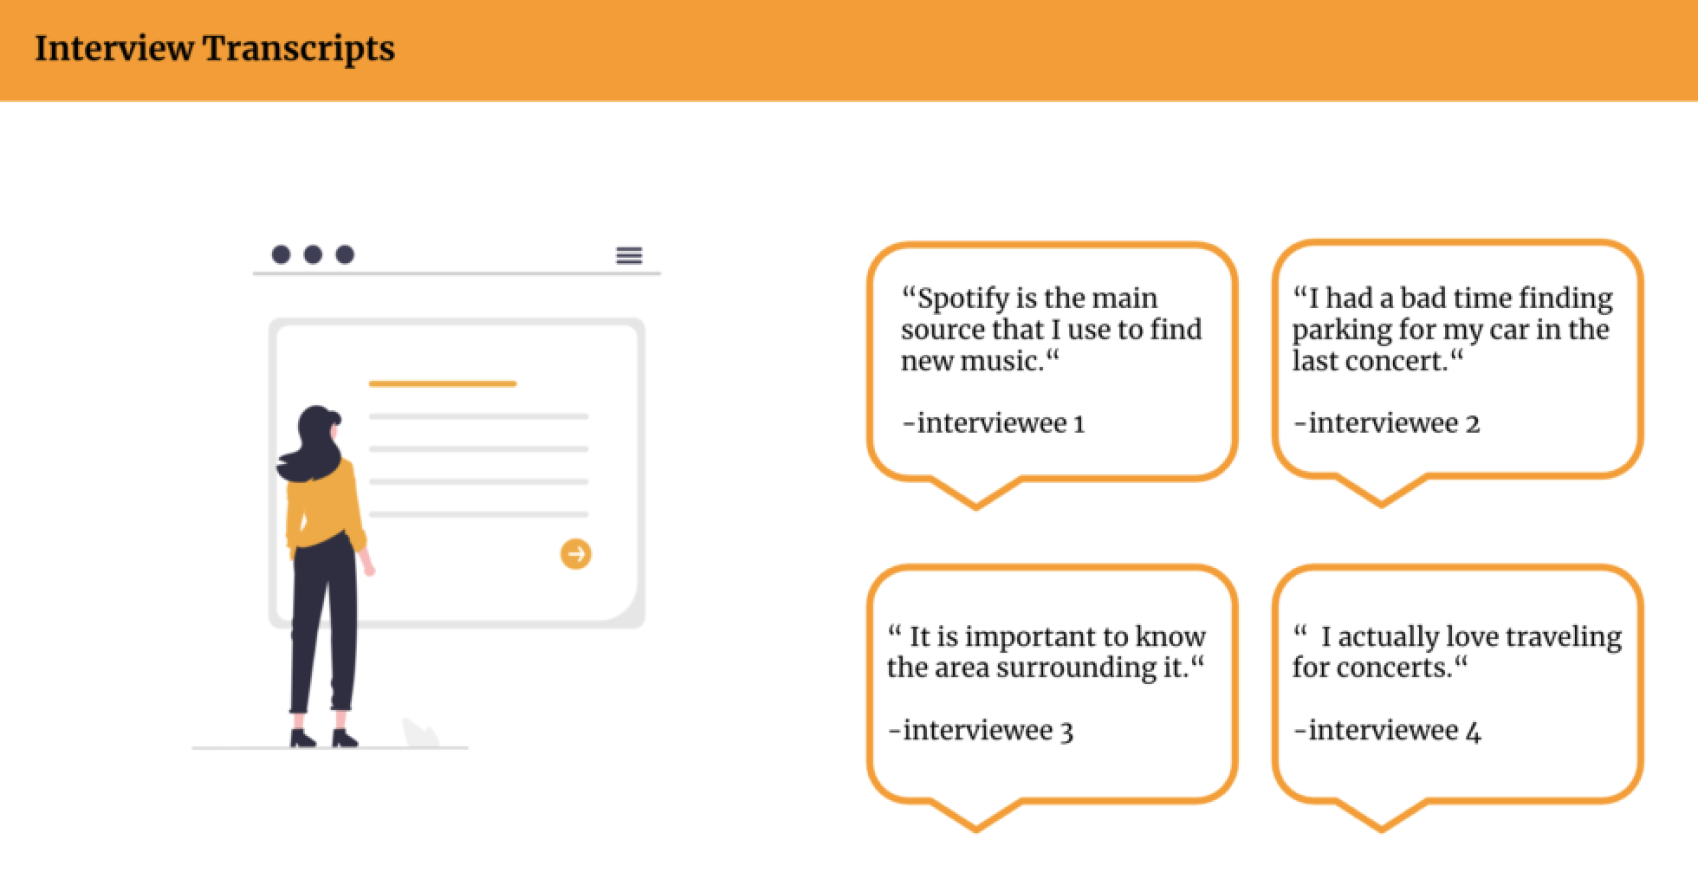 Interview Transcripts
“Spotify is the main
source that I use to find
new music.“
-interviewee 1
“I had a bad time finding
parking for my car in the
last concert.“
-interviewee 2
“ It is important to know
the area surrounding it.“
-interviewee 3
“  I actually love traveling
for concerts.“
-interviewee 4